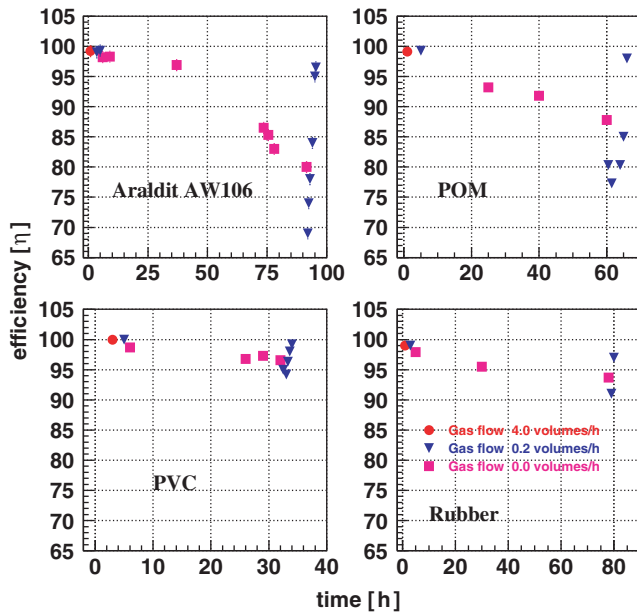 105
100
95
90
85
80
75
70
65
0 25 50 75 100
Araldit AW106
105
100
95
90
85
80
75
70
65
0 20 40 60
POM
efficiency [η]
105
100
95
90
85
80
75
70
65
0 10 20 30 40
PVC
105
100
95
90
85
80
75
70
65
0 20 40 60 80
Gas flow 4.0 volumes/h
Gas flow 0.2 volumes/h
Gas flow 0.0 volumes/h
Rubber
time [h]